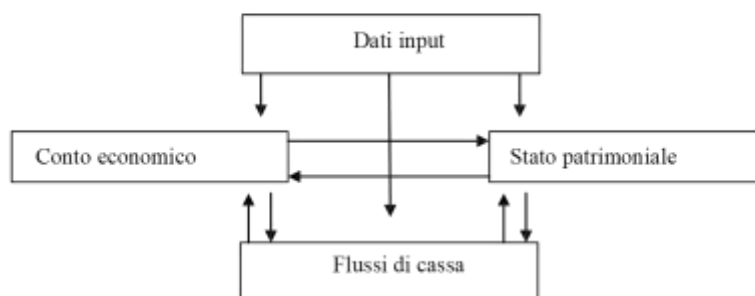 Dati input
Conto economico
Stato patrimoniale
Flussi di cassa